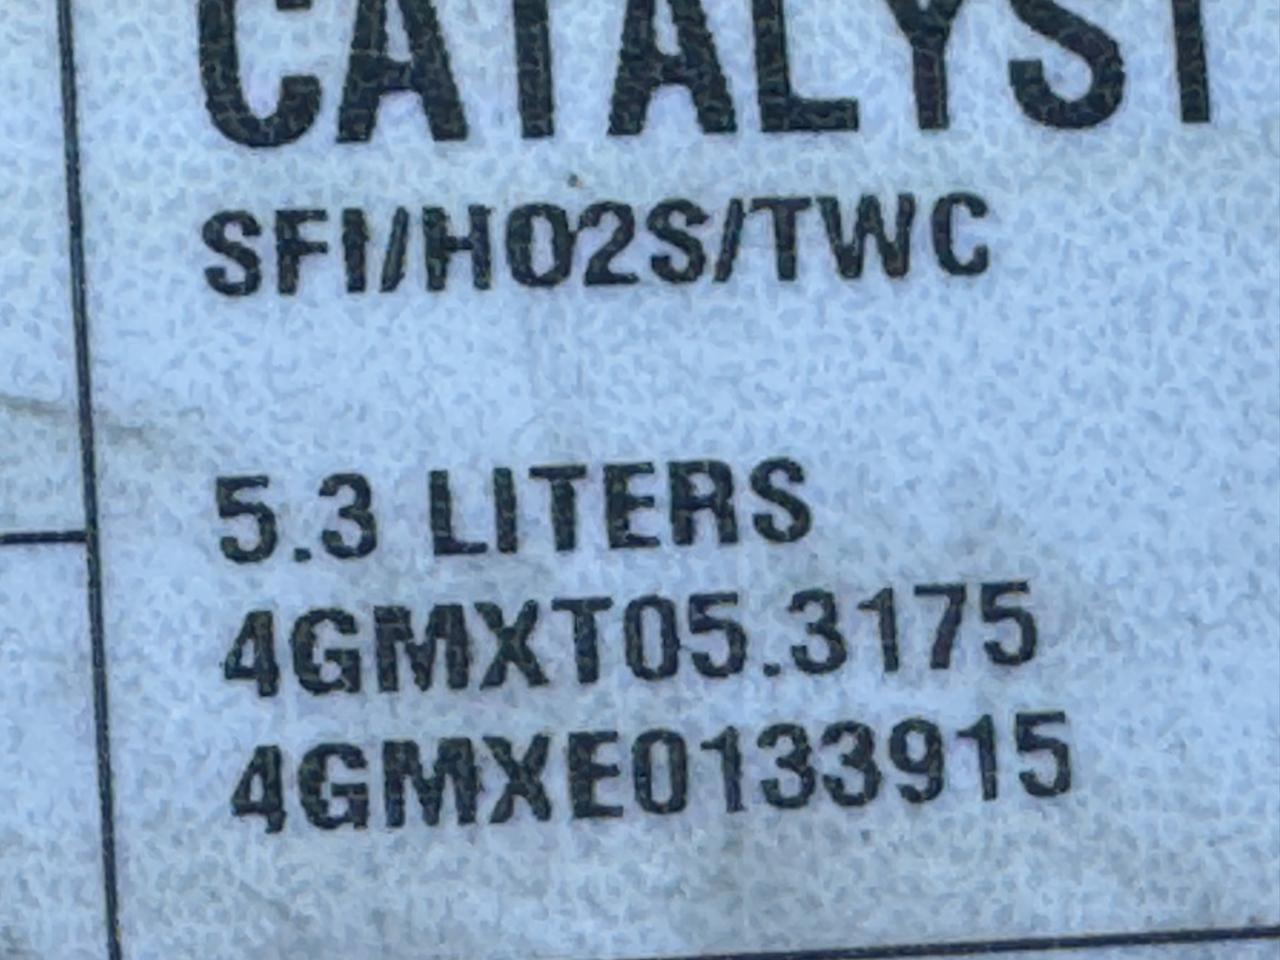 CATALYST
SFI/HO2S/TWC
5.3 LITERS
4GMXT05.3175
4GMXE0133915